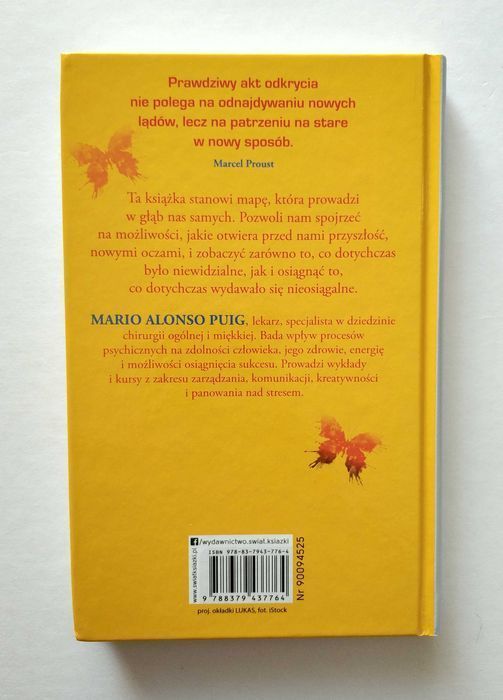 Prawdziwy akt odkrycia
nie polega na odnajdywaniu nowych
lądów, lecz na patrzeniu na stare
w nowy sposób.
Marcel Proust
Ta książka stanowi mapę, która prowadzi
w głąb nas samych. Pozwoli nam spojrzeć
na możliwości, jakie otwiera przed nami przyszłość,
nowymi oczami, i zobaczyć zarówno to, co dotychczas
było niewidzialne, jak i osiągnąć to,
co dotychczas wydawało się nieosiągalne.
MARIO ALONSO PUIG, lekarz, specjalista w dziedzinie
chirurgii ogólnej i miękkiej. Bada wpływ procesów
psychicznych na zdolności człowieka, jego zdrowie, energię
i możliwości osiągnięcia sukcesu. Prowadzi wykłady
i kursy z zakresu zarządzania, komunikacji, kreatywności
i panowania nad stresem.
f/wydawnictwo.swiat.ksiazki
www.swiatksiazki.pl
ISBN 978-83-7943-776-4
9 788379 437764
Nr 90094525
proj. okładki LUKAS, fot. iStock